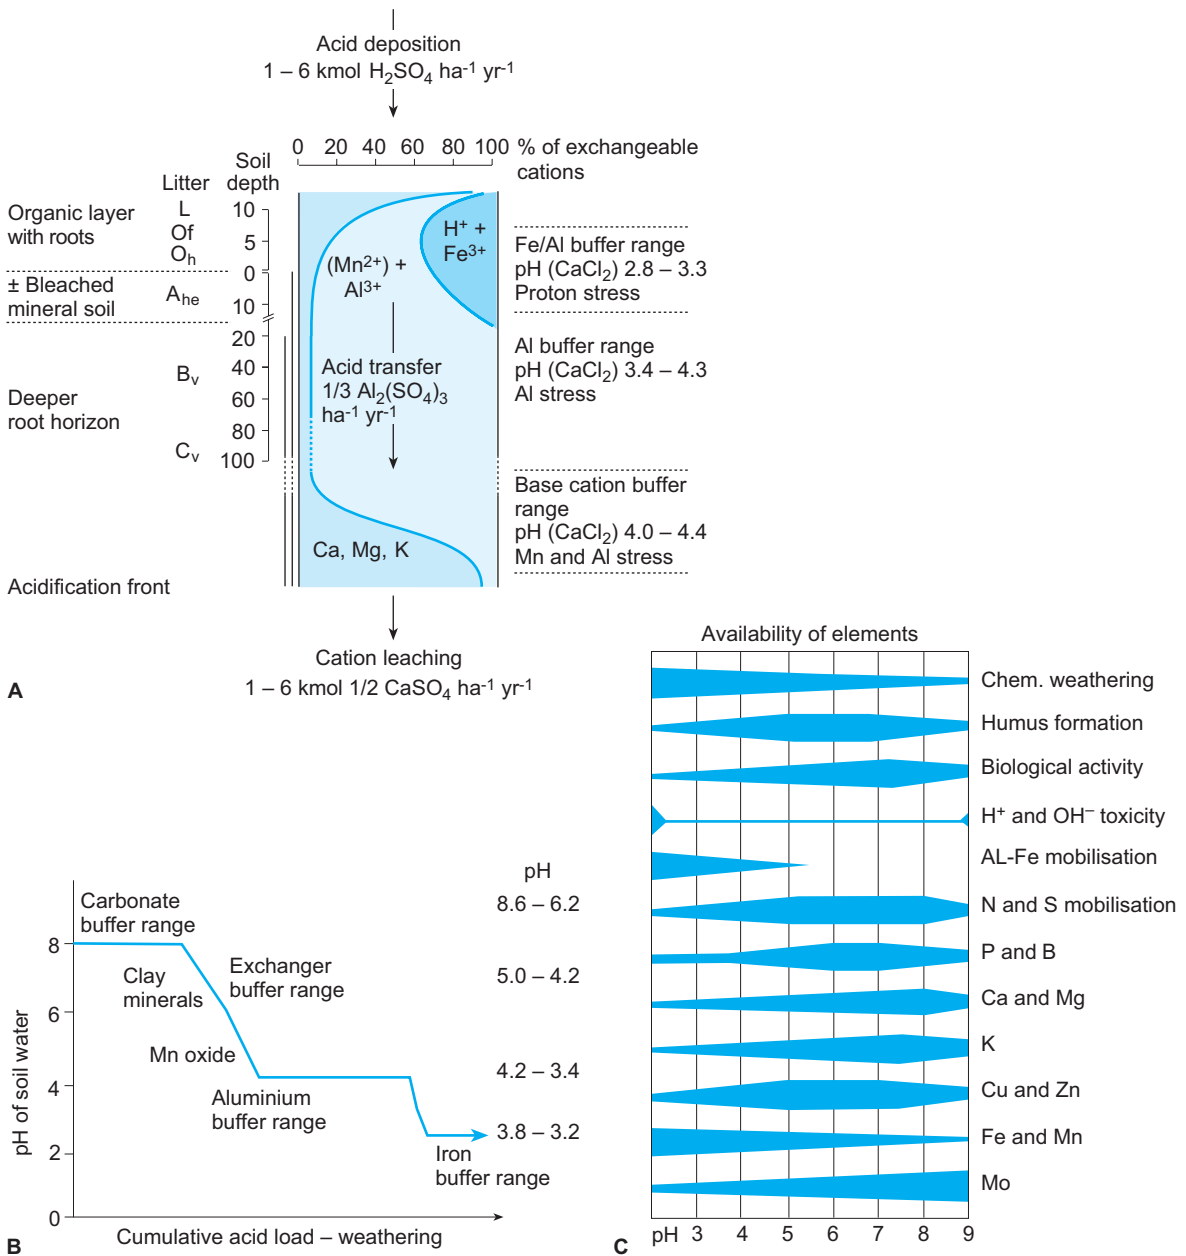 Acid deposition
1 – 6 kmol H₂SO₄ ha⁻¹ yr⁻¹
0 20 40 60 80 100 % of exchangeable
cations
Soil
depth
Litter
Organic layer
with roots
L
Of
Oₕ
10
5
0
± Bleached
mineral soil
Aₕₑ
10
Deeper
root horizon
Bᵥ
Cᵥ
20
40
60
80
100
H⁺ +
Fe³⁺
(Mn²⁺) +
Al³⁺
Acid transfer
1/3 Al₂(SO₄)₃
ha⁻¹ yr⁻¹
Ca, Mg, K
Fe/Al buffer range
pH (CaCl₂) 2.8 – 3.3
Proton stress
Al buffer range
pH (CaCl₂) 3.4 – 4.3
Al stress
Base cation buffer
range
pH (CaCl₂) 4.0 – 4.4
Mn and Al stress
Acidification front
Cation leaching
1 – 6 kmol 1/2 CaSO₄ ha⁻¹ yr⁻¹
A
pH of soil water
8
6
4
2
0
Carbonate
buffer range
Clay
minerals
Exchanger
buffer range
Mn oxide
Aluminium
buffer range
Iron
buffer range
pH
8.6 – 6.2
5.0 – 4.2
4.2 – 3.4
3.8 – 3.2
Cumulative acid load – weathering
B
Availability of elements
Chem. weathering
Humus formation
Biological activity
H⁺ and OH⁻ toxicity
AL-Fe mobilisation
N and S mobilisation
P and B
Ca and Mg
K
Cu and Zn
Fe and Mn
Mo
pH 3 4 5 6 7 8 9
C